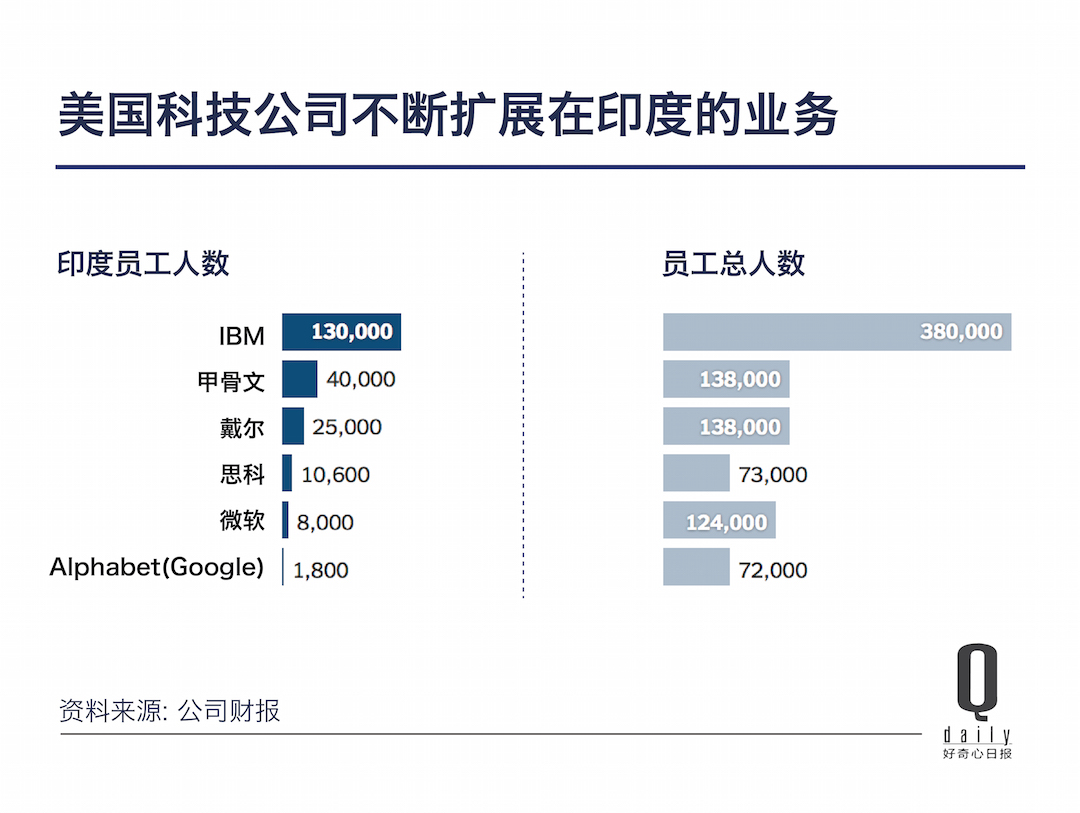 美国科技公司不断扩展在印度的业务
印度员工人数
员工总人数
IBM 130,000 380,000
甲骨文 40,000 138,000
戴尔 25,000 138,000
思科 10,600 73,000
微软 8,000 124,000
Alphabet(Google) 1,800 72,000
资料来源: 公司财报
Q
daily
好奇心日报